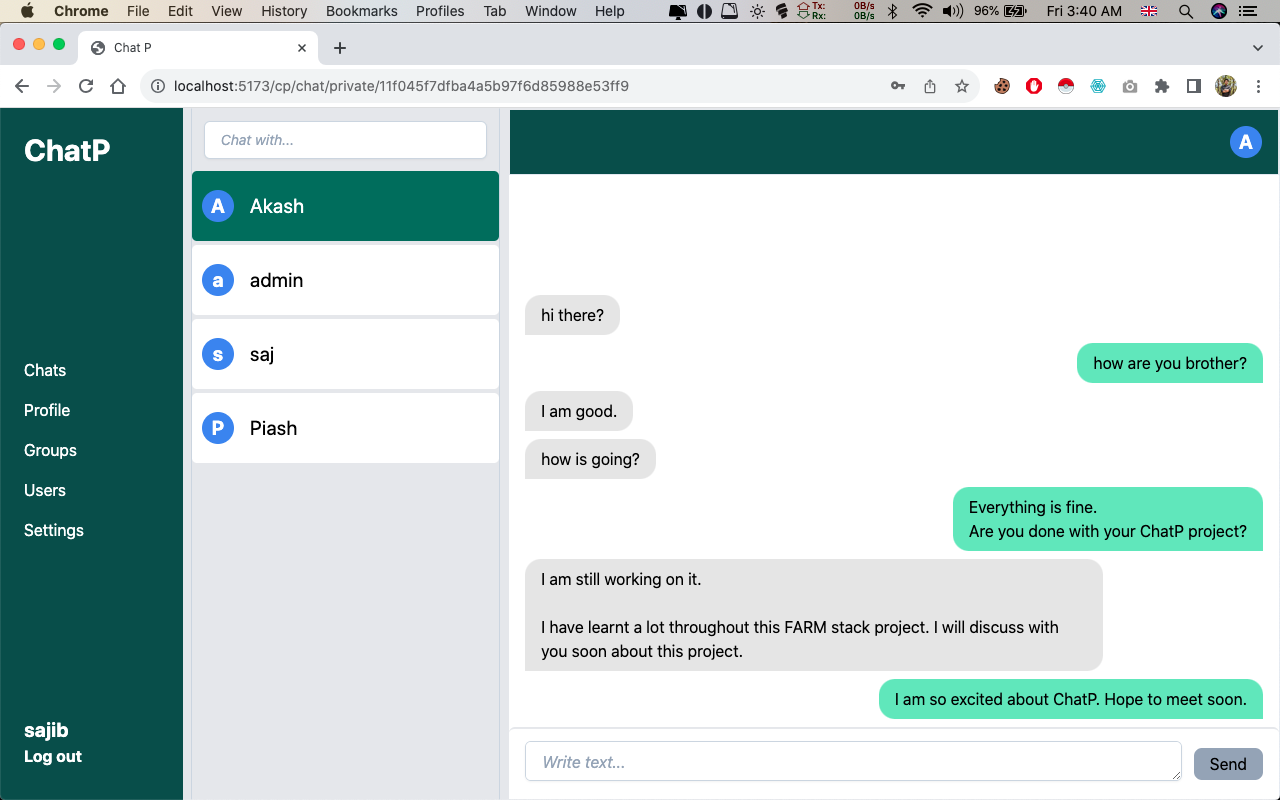 Chrome File Edit View History Bookmarks Profiles Tab Window Help Tx: 0B/s Rx: 0B/s 96% Fri 3:40 AM
Chat P
localhost:5173/cp/chat/private/11f045f7dfba4a5b97f6d85988e53ff9
ChatP
Chats
Profile
Groups
Users
Settings
sajib
Log out
Chat with...
A Akash
a admin
s saj
P Piash
A
hi there?
how are you brother?
I am good.
how is going?
Everything is fine.
Are you done with your ChatP project?
I am still working on it.
I have learnt a lot throughout this FARM stack project. I will discuss with
you soon about this project.
I am so excited about ChatP. Hope to meet soon.
Write text...
Send